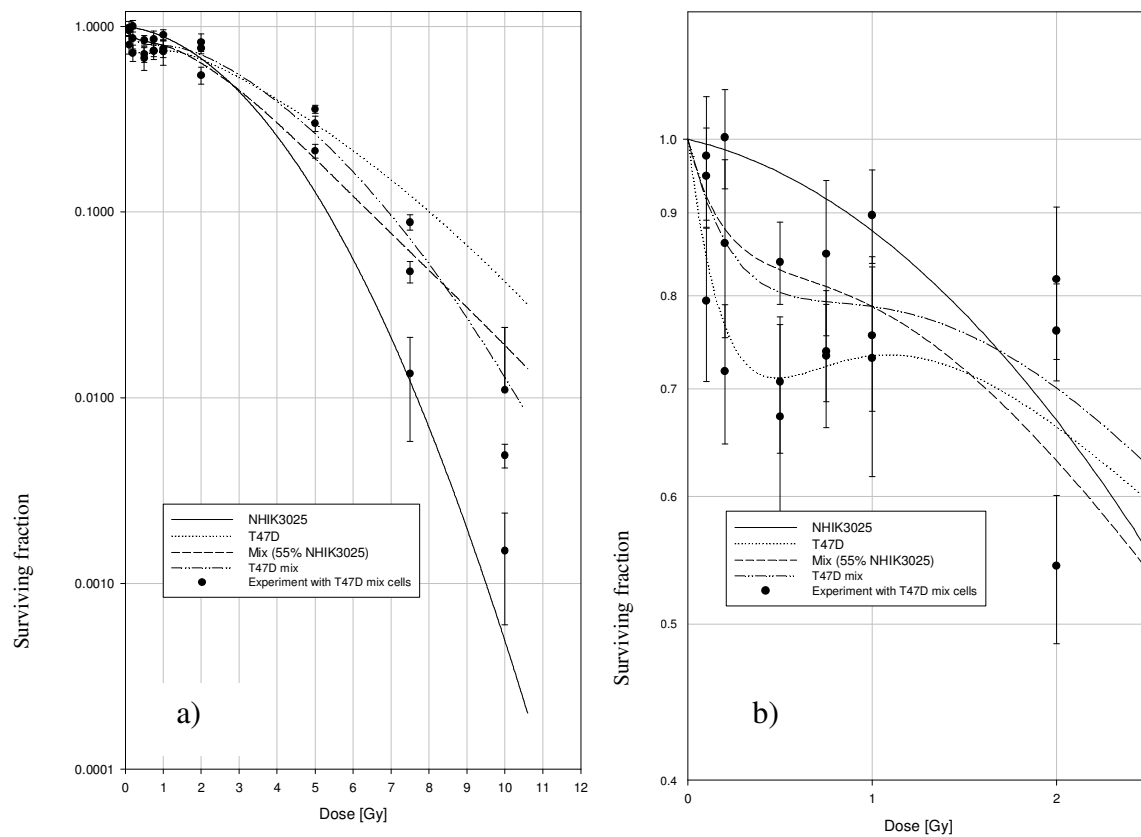 1.0000
0.1000
0.0100
0.0010
0.0001
Surviving fraction
NHIK3025
T47D
Mix (55% NHIK3025)
T47D mix
Experiment with T47D mix cells
a)
0 1 2 3 4 5 6 7 8 9 10 11 12
Dose [Gy]
1.0
0.9
0.8
0.7
0.6
0.5
0.4
Surviving fraction
NHIK3025
T47D
Mix (55% NHIK3025)
T47D mix
Experiment with T47D mix cells
b)
0 1 2
Dose [Gy]